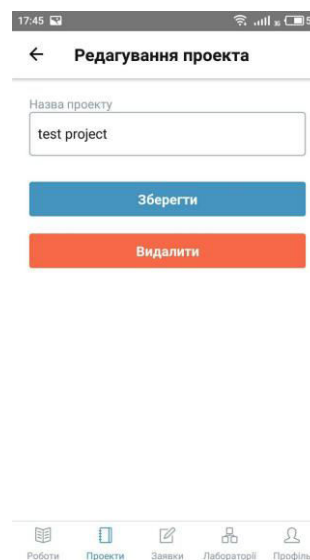 17:45
Редагування проекта
Назва проекту
test project
Зберегти
Видалити
Роботи Проекти Заявки Лабораторії Профіль